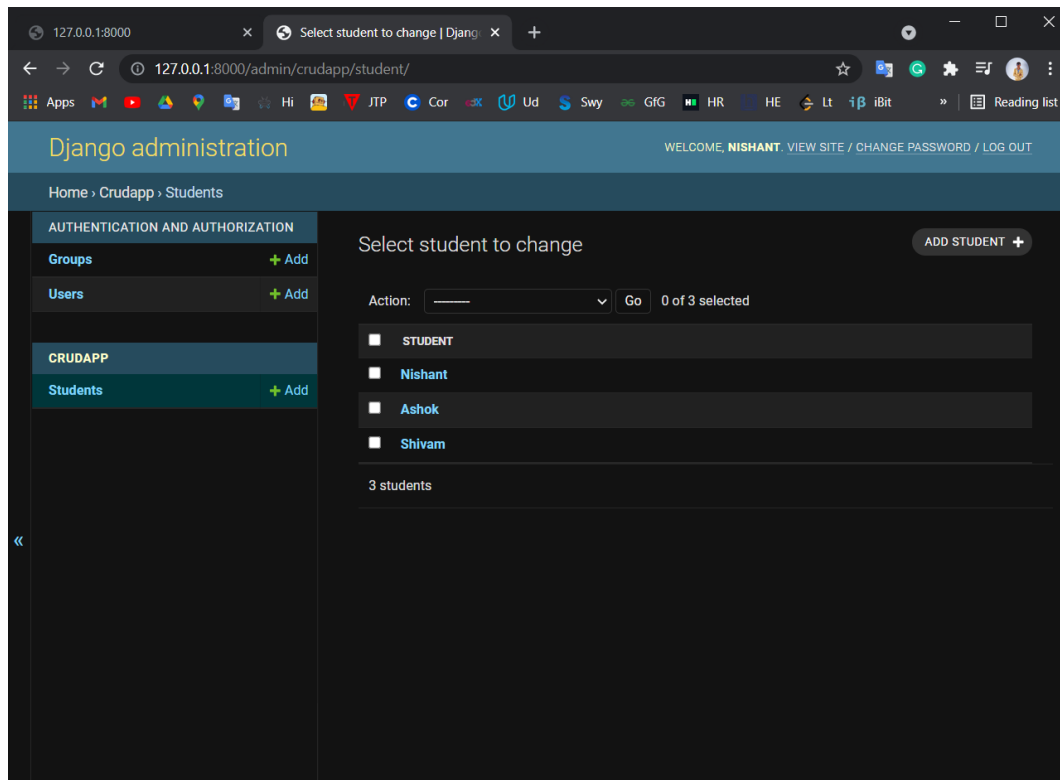 127.0.0.1:8000
Select student to change | Djang
127.0.0.1:8000/admin/crudapp/student/
Apps Hi JTP Cor Ud Swy GfG HR HE Lt iBit » Reading list
Django administration
WELCOME, NISHANT. VIEW SITE / CHANGE PASSWORD / LOG OUT
Home › Crudapp › Students
AUTHENTICATION AND AUTHORIZATION
Groups + Add
Users + Add
CRUDAPP
Students + Add
Select student to change
ADD STUDENT +
Action: --------- Go 0 of 3 selected
STUDENT
Nishant
Ashok
Shivam
3 students
«